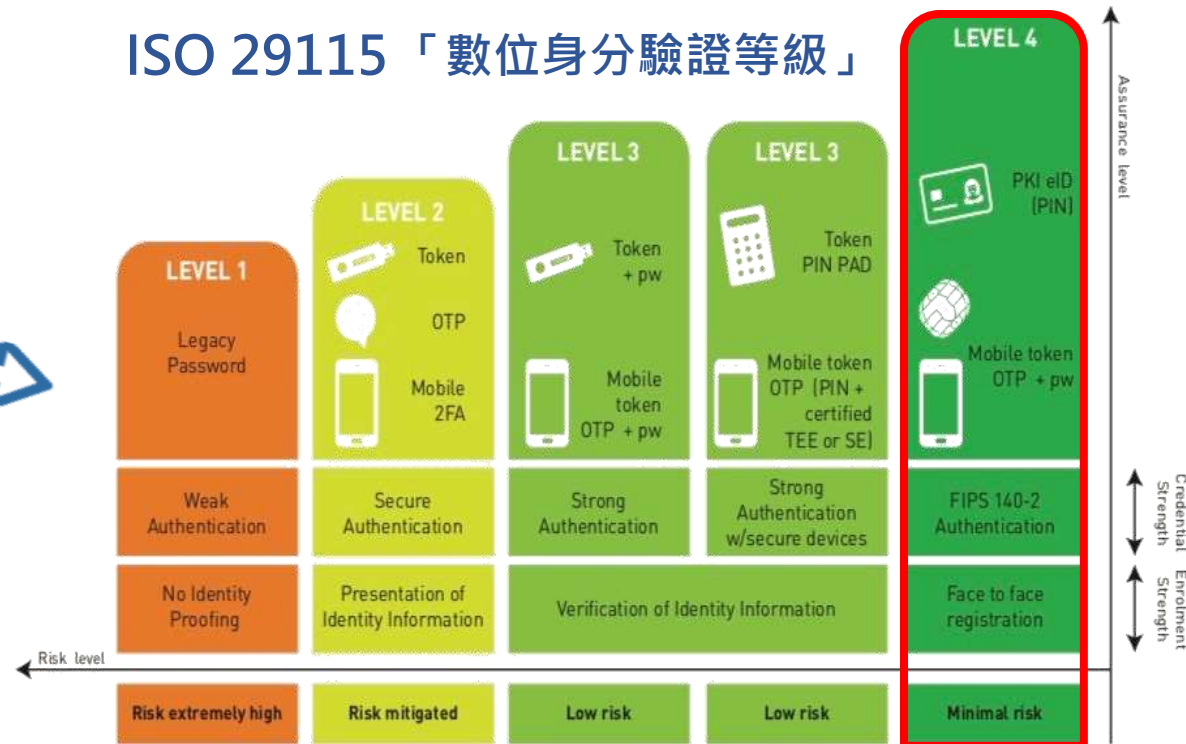 ISO 29115「數位身分驗證等級」
LEVEL 1
Legacy
Password
Weak
Authentication
No Identity
Proofing
Risk extremely high
LEVEL 2
Token
OTP
Mobile
2FA
Secure
Authentication
Presentation of
Identity Information
Risk mitigated
LEVEL 3
Token
+ pw
Mobile
token
OTP + pw
Strong
Authentication
LEVEL 3
Token
PIN PAD
Mobile token
OTP (PIN +
certified
TEE or SE)
Strong
Authentication
w/secure devices
Verification of Identity Information
Low risk
Low risk
LEVEL 4
PKI eID
(PIN)
Mobile token
OTP + pw
FIPS 140-2
Authentication
Face to face
registration
Minimal risk
Assurance level
Credential
Strength
Enrolment
Strength
Risk level